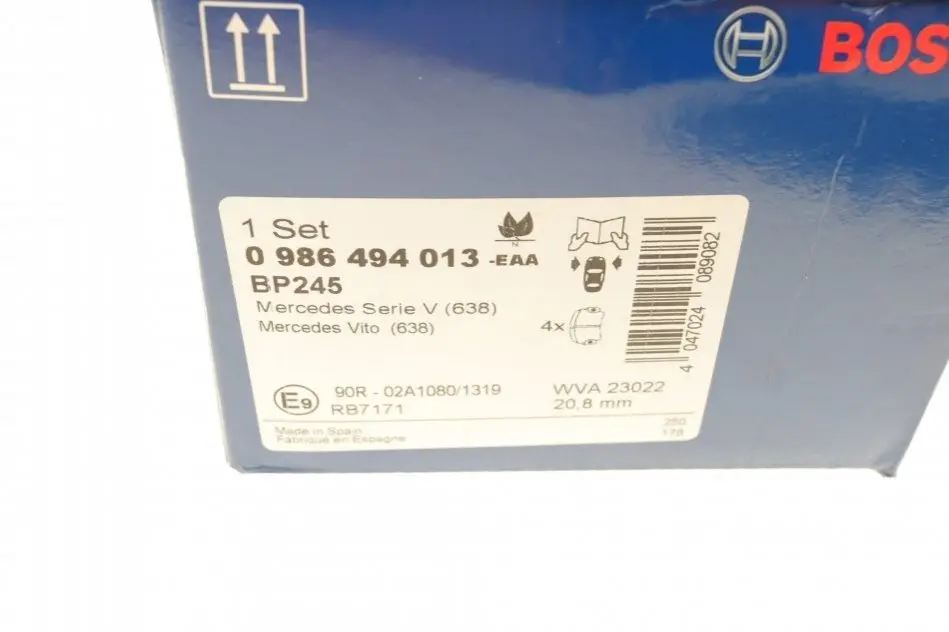 BOS
1 Set
0 986 494 013 -EAA
BP245
Mercedes Serie V (638)
Mercedes Vito (638)
N
4x
4 047024 089082
E9
90R - 02A1080/1319
RB7171
WVA 23022
20,8 mm
Made in Spain
Fabriqué en Espagne
178